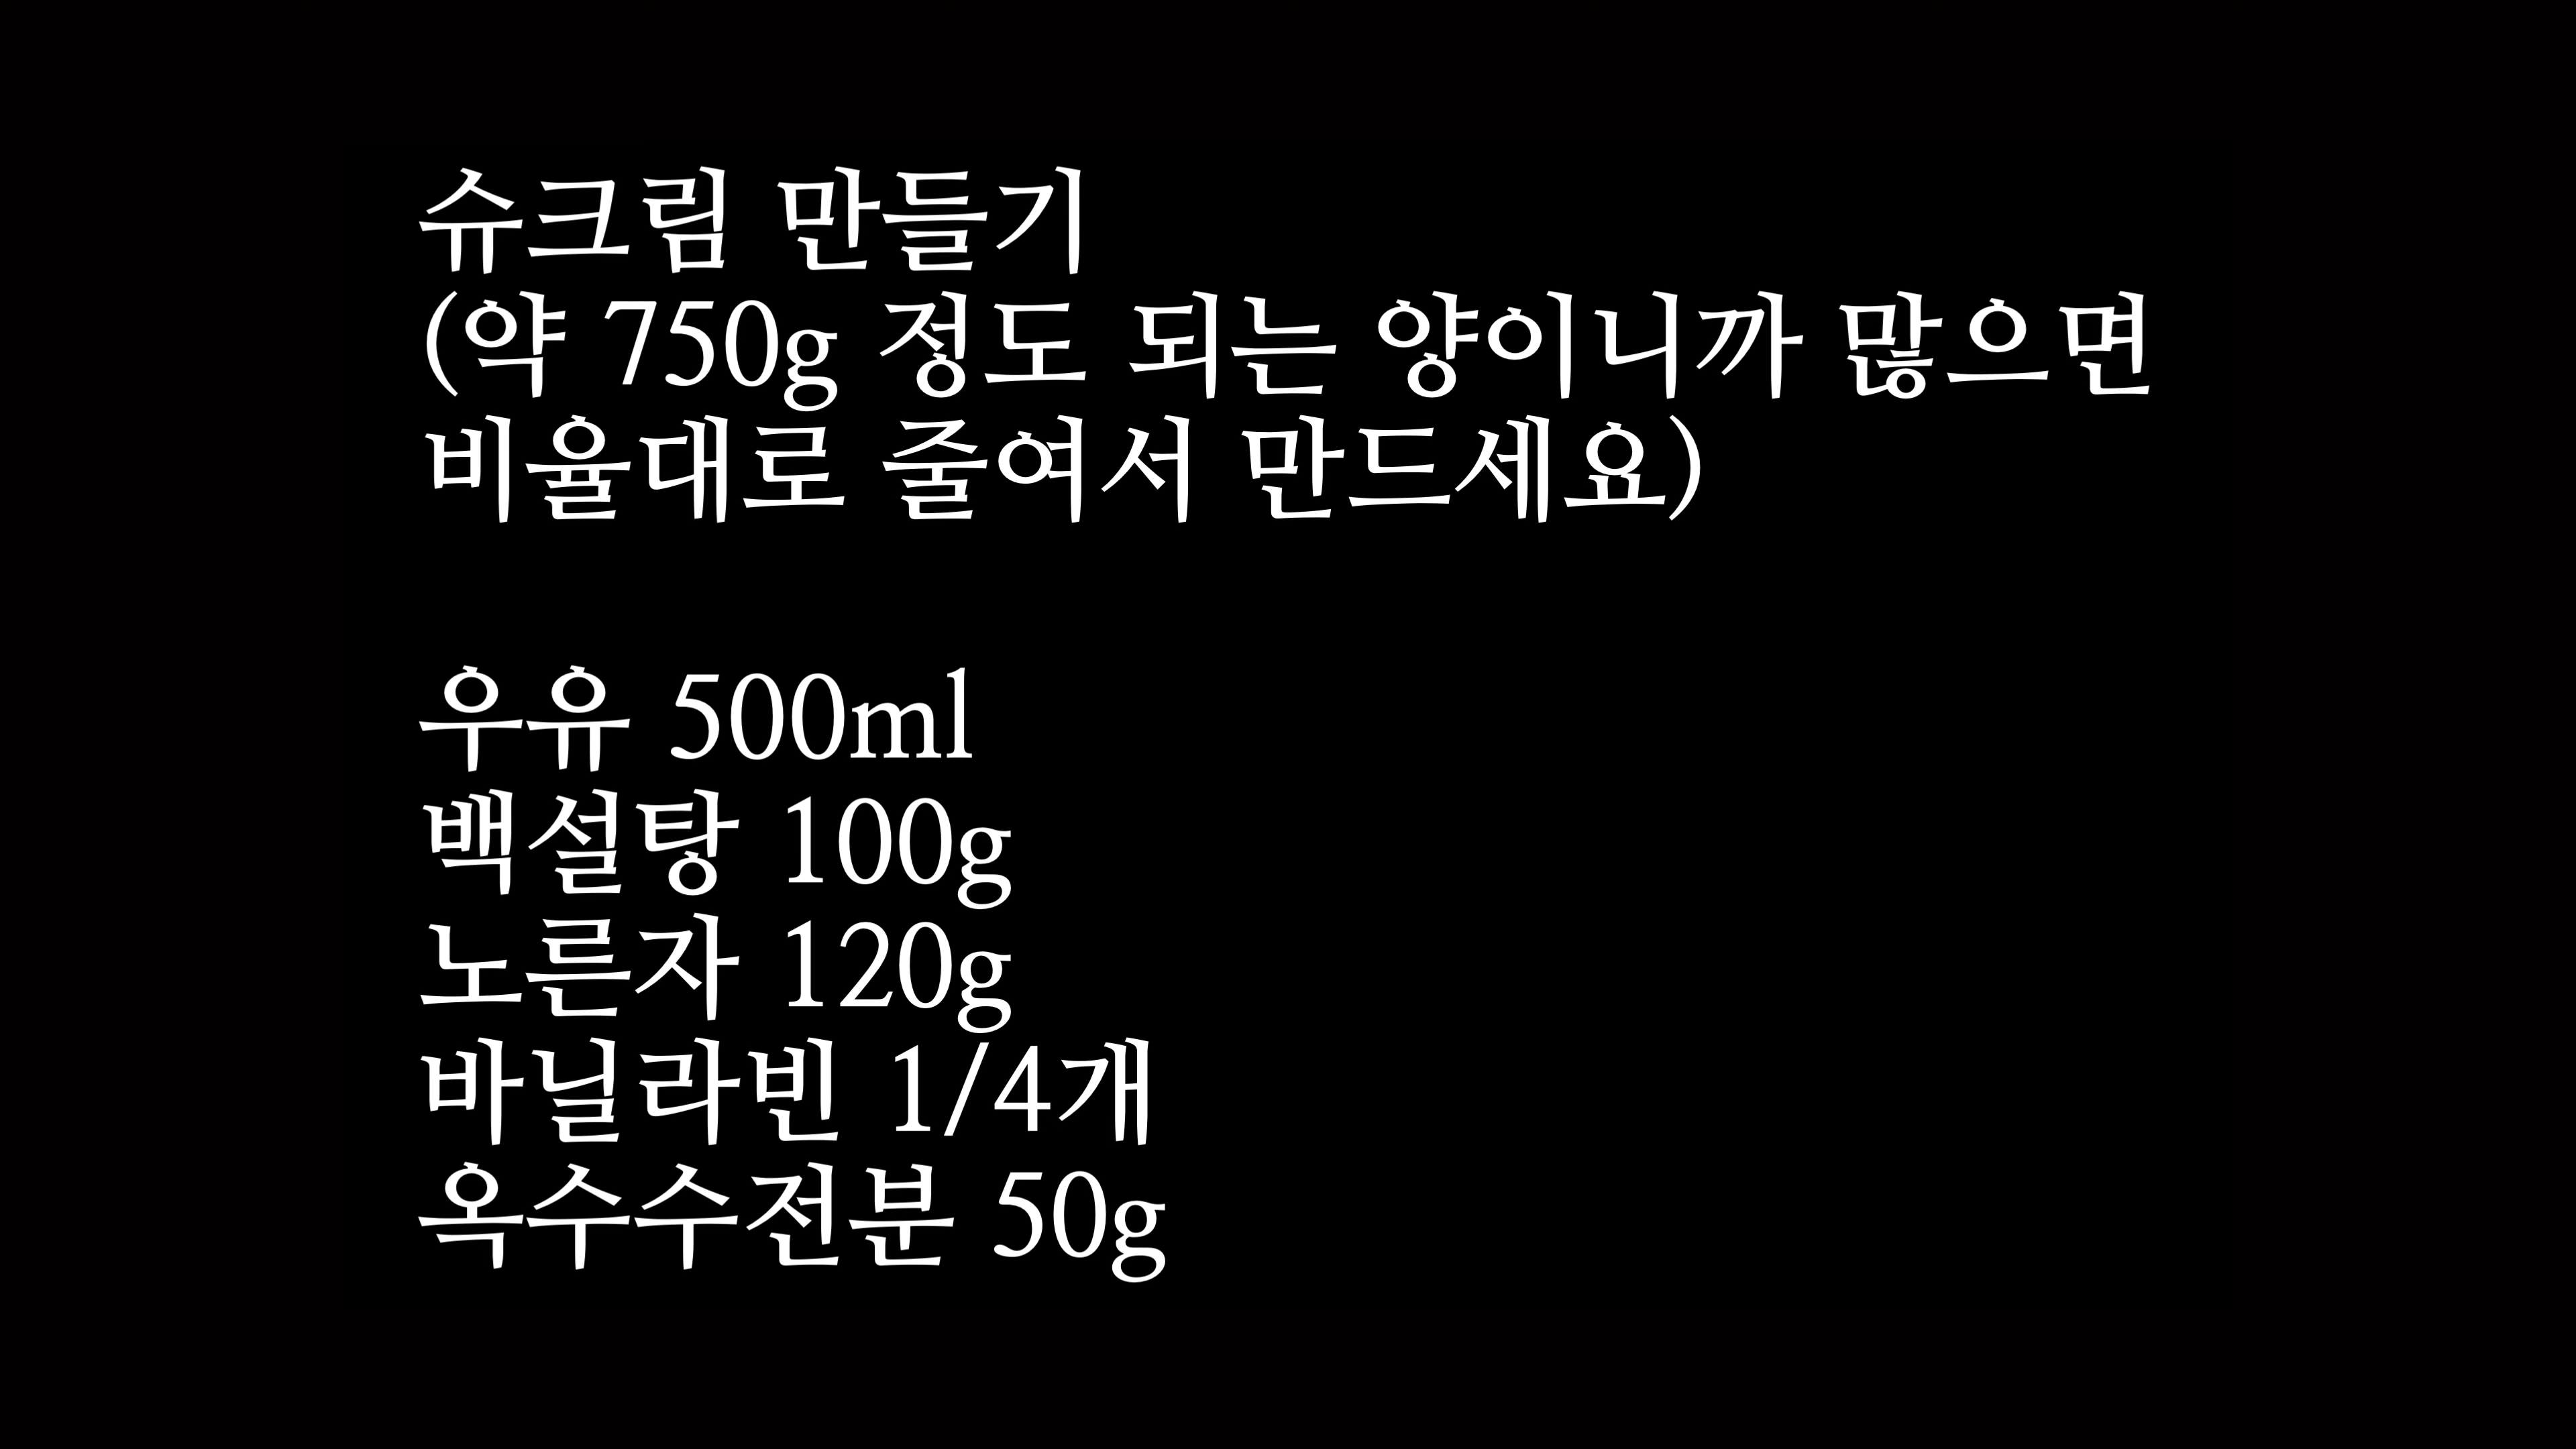 슈크림 만들기
(약 750g 정도 되는 양이니까 많으면
비율대로 줄여서 만드세요)
우유 500ml
백설탕 100g
노른자 120g
바닐라빈 1/4개
옥수수전분 50g